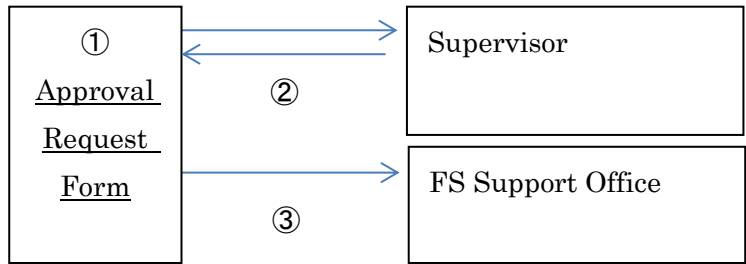 ①
Approval
Request
Form
②
③
Supervisor
FS Support Office